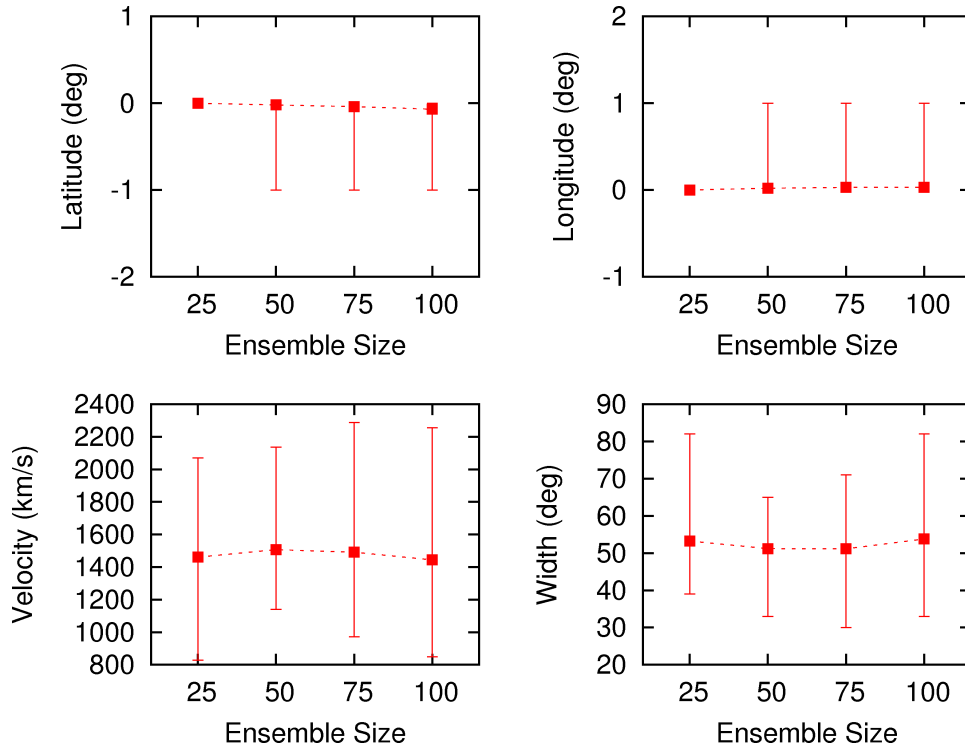 Latitude (deg)
1
0
-1
-2
25 50 75 100
Ensemble Size
Longitude (deg)
2
1
0
-1
25 50 75 100
Ensemble Size
Velocity (km/s)
2400
2200
2000
1800
1600
1400
1200
1000
800
25 50 75 100
Ensemble Size
Width (deg)
90
80
70
60
50
40
30
20
25 50 75 100
Ensemble Size